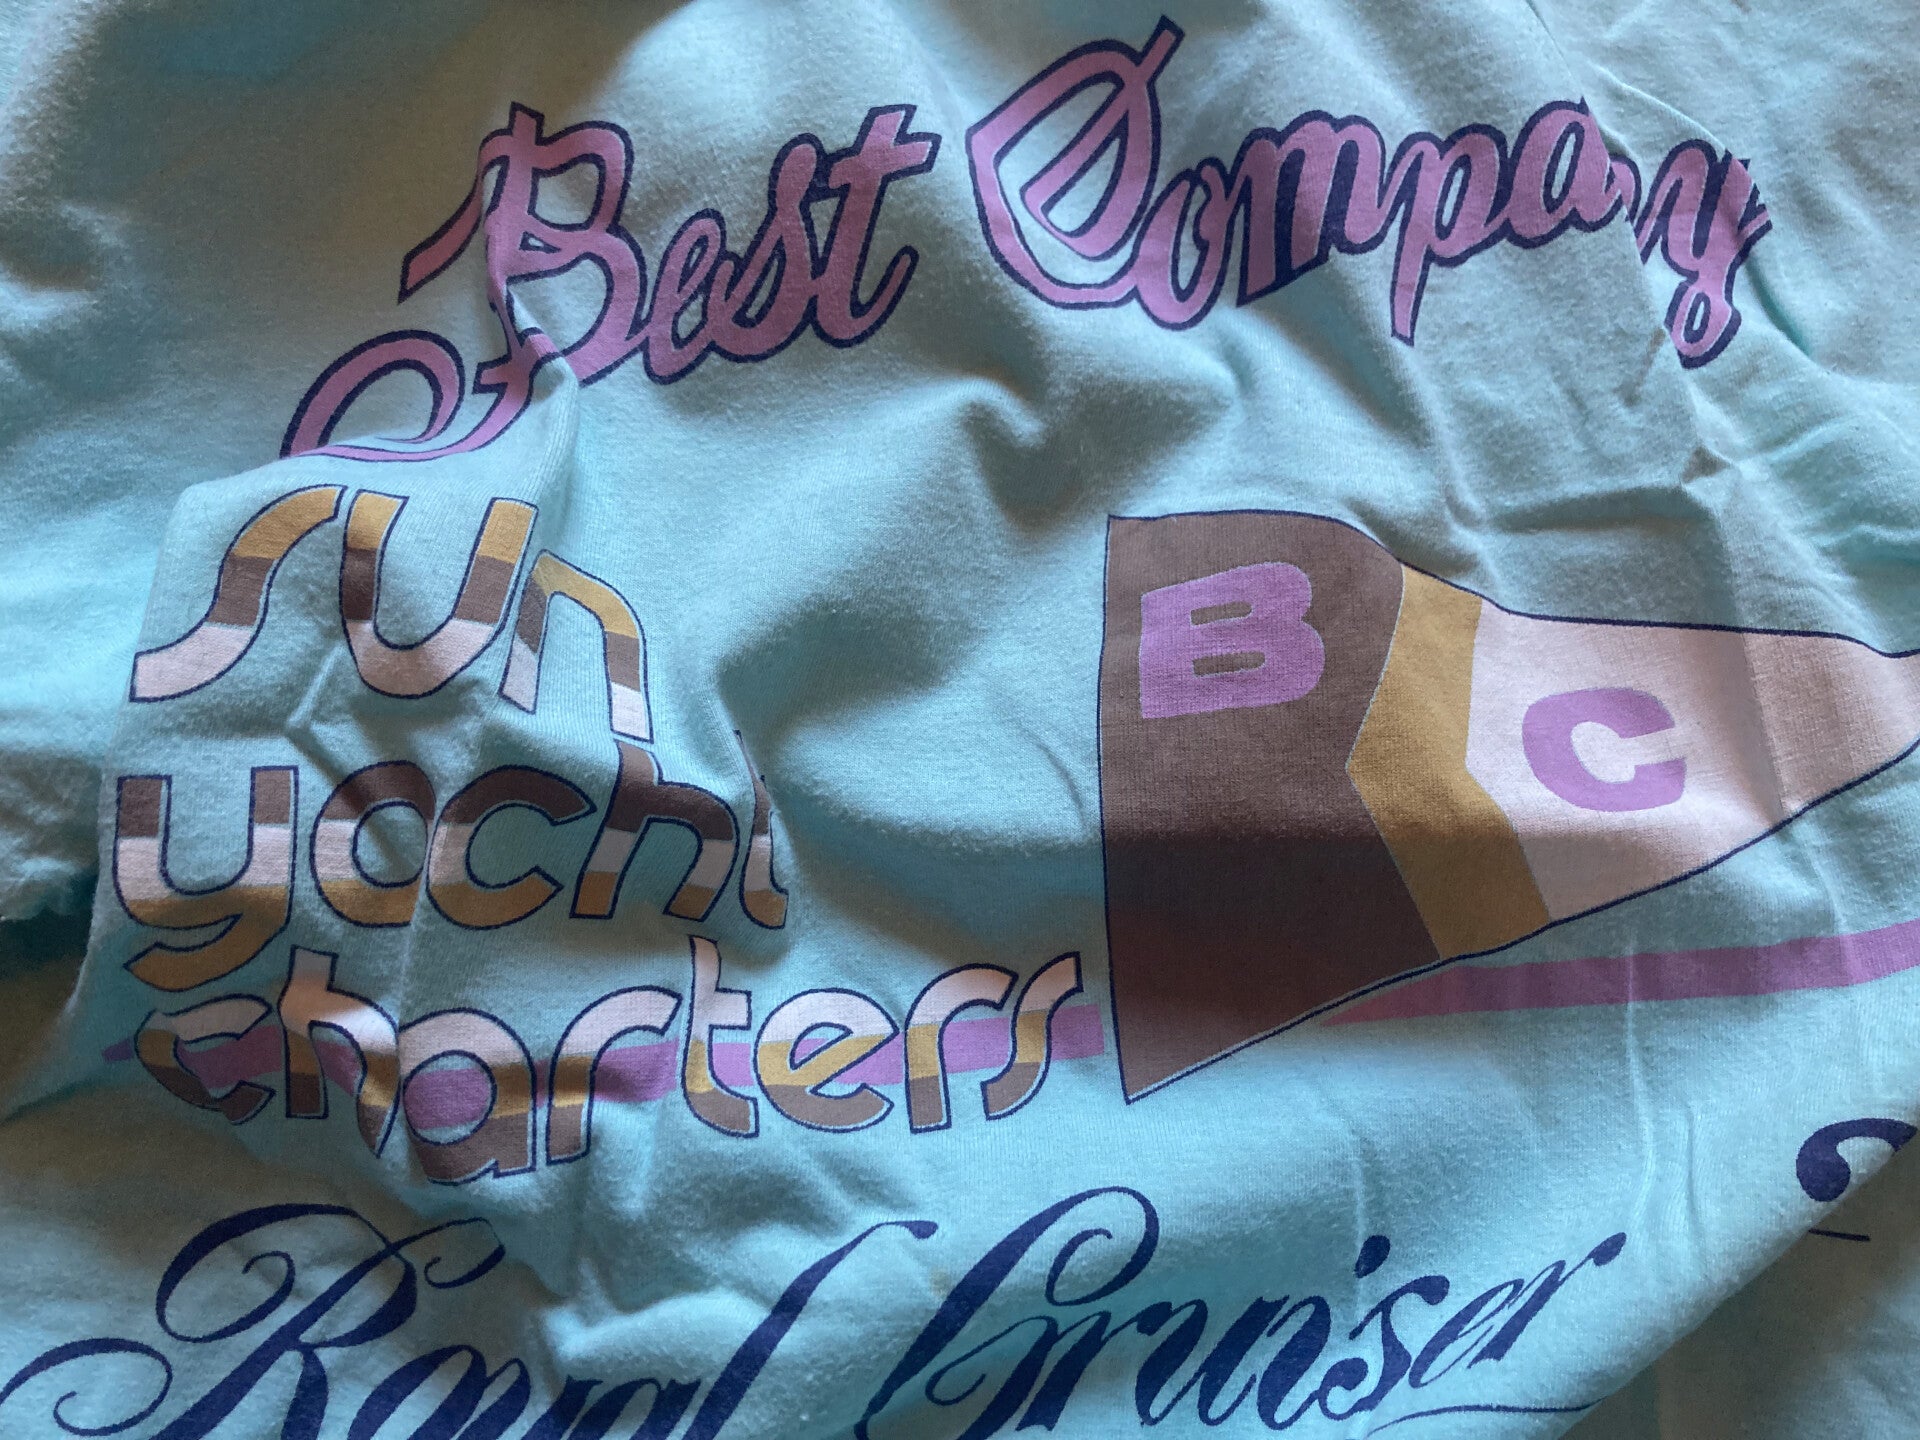 Best Company
sun
yacht
charters
B C
Royal Cruiser